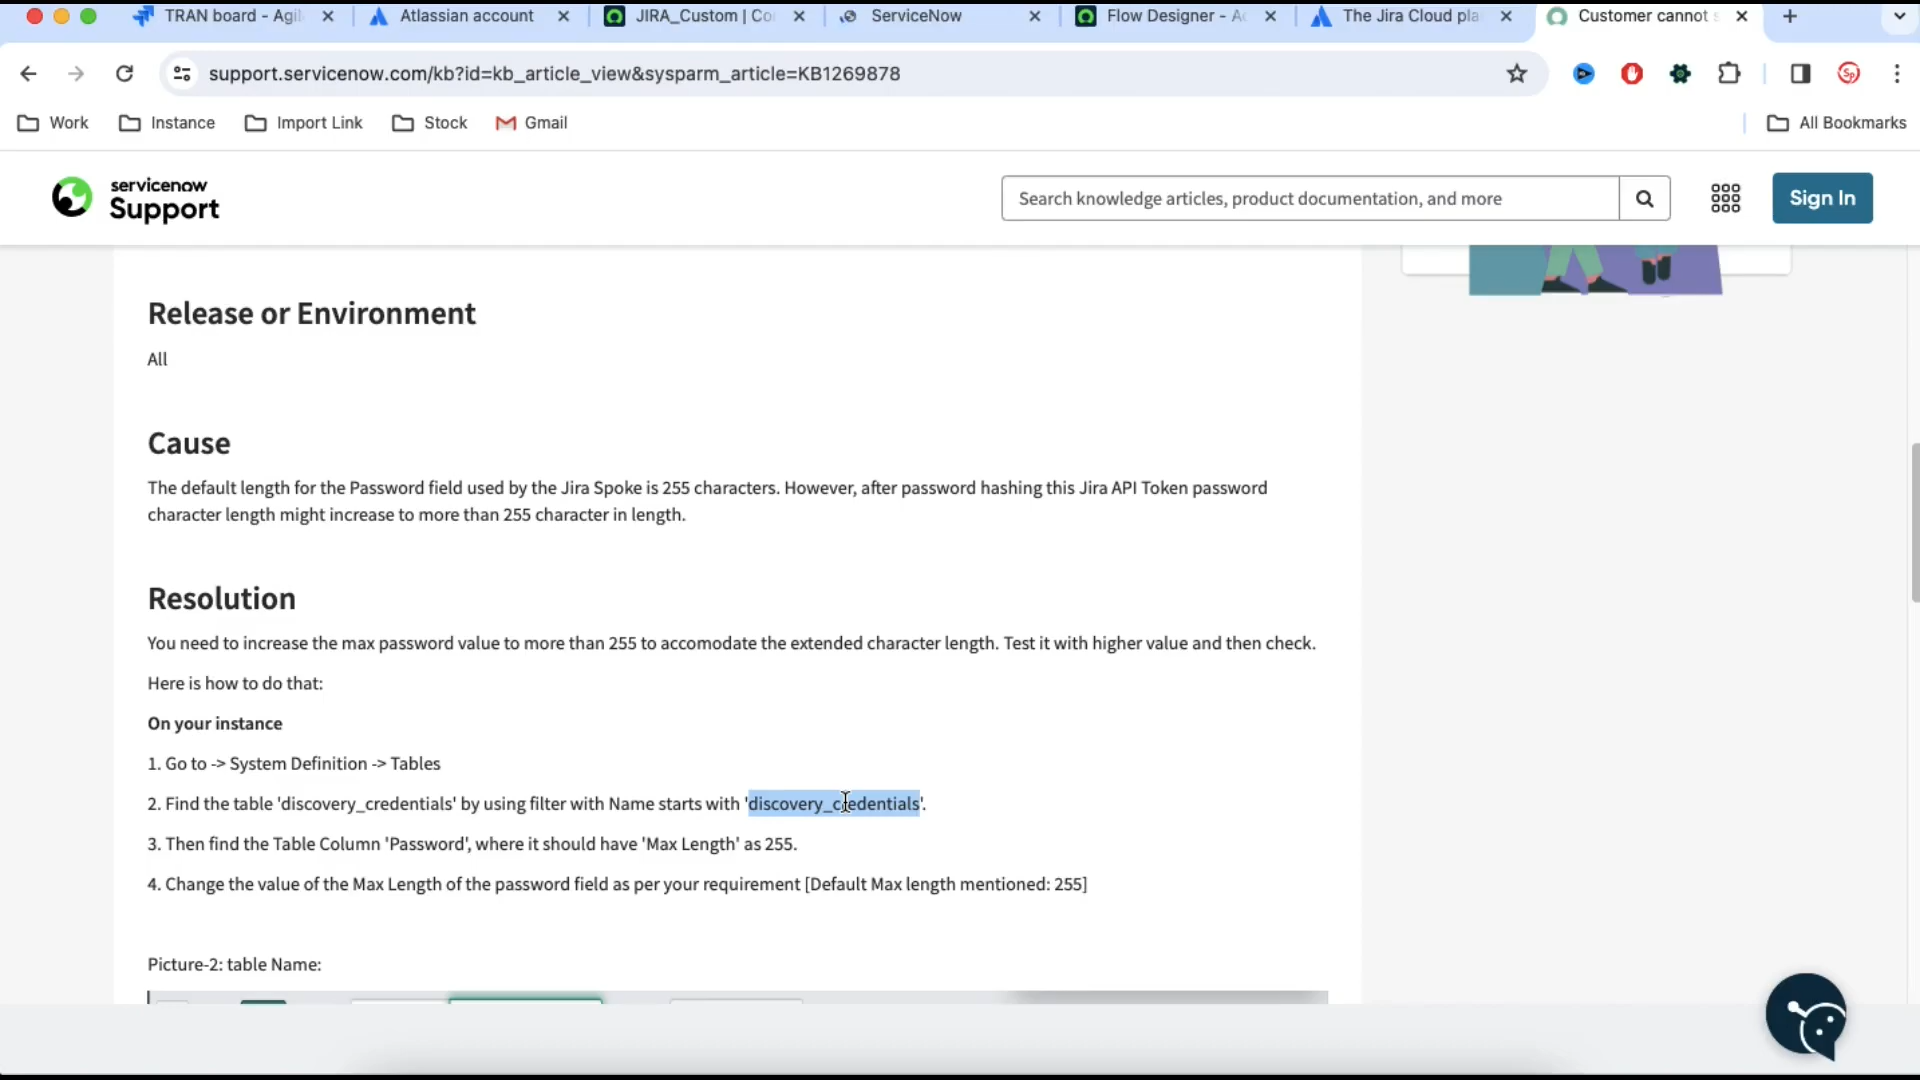 TRAN board - Agil
Atlassian account
JIRA_Custom | Co
ServiceNow
Flow Designer - Ac
The Jira Cloud pla
Customer cannot s
support.servicenow.com/kb?id=kb_article_view&sysparm_article=KB1269878
Work
Instance
Import Link
Stock
Gmail
All Bookmarks
servicenow
Support
Search knowledge articles, product documentation, and more
Sign In
Release or Environment
All
Cause
The default length for the Password field used by the Jira Spoke is 255 characters. However, after password hashing this Jira API Token password
character length might increase to more than 255 character in length.
Resolution
You need to increase the max password value to more than 255 to accomodate the extended character length. Test it with higher value and then check.
Here is how to do that:
On your instance
1. Go to -> System Definition -> Tables
2. Find the table 'discovery_credentials' by using filter with Name starts with 'discovery_credentials'.
3. Then find the Table Column 'Password', where it should have 'Max Length' as 255.
4. Change the value of the Max Length of the password field as per your requirement [Default Max length mentioned: 255]
Picture-2: table Name: